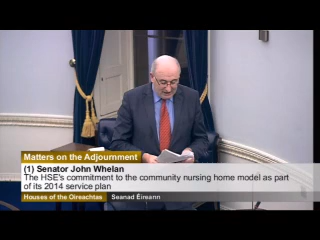 Matters on the Adjournment
(1) Senator John Whelan
The HSE's commitment to the community nursing home model as part
of its 2014 service plan
Houses of the Oireachtas Seanad Éireann